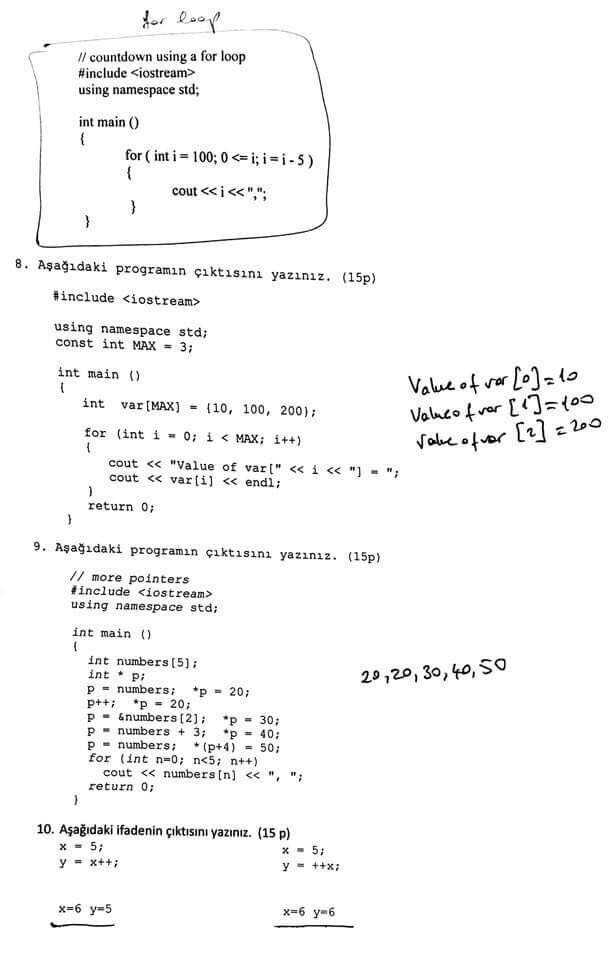 for loop
// countdown using a for loop
#include <iostream>
using namespace std;
int main ()
{
for ( int i = 100; 0 <= i; i = i - 5 )
{
cout << i << ",";
}
}
8. Aşağıdaki programın çıktısını yazınız. (15p)
#include <iostream>
using namespace std;
const int MAX = 3;
int main ()
{
int var[MAX] = {10, 100, 200};
for (int i = 0; i < MAX; i++)
{
cout << "Value of var[" << i << "] = ";
cout << var[i] << endl;
}
return 0;
}
Value of var [0]=10
Value of var [1]=100
Value of var [2]=200
9. Aşağıdaki programın çıktısını yazınız. (15p)
// more pointers
#include <iostream>
using namespace std;
int main ()
{
int numbers[5];
int * p;
p = numbers; *p = 20;
p++; *p = 20;
p = &numbers[2]; *p = 30;
p = numbers + 3; *p = 40;
p = numbers; *(p+4) = 50;
for (int n=0; n<5; n++)
cout << numbers[n] << ", ";
return 0;
}
20,20,30,40,50
10. Aşağıdaki ifadenin çıktısını yazınız. (15 p)
x = 5;
y = x++;
x=6 y=5
x = 5;
y = ++x;
x=6 y=6